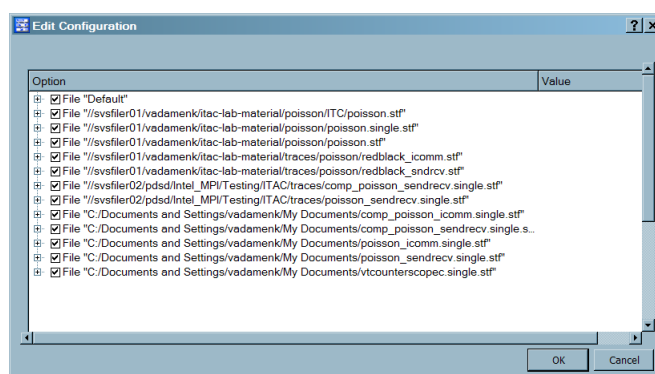 Edit Configuration
Option Value
File "Default"
File "//svsfiler01/vadamenk/itac-lab-material/poisson/ITC/poisson.stf"
File "//svsfiler01/vadamenk/itac-lab-material/poisson/poisson.single.stf"
File "//svsfiler01/vadamenk/itac-lab-material/poisson/poisson.stf"
File "//svsfiler01/vadamenk/itac-lab-material/traces/poisson/redblack_icomm.stf"
File "//svsfiler01/vadamenk/itac-lab-material/traces/poisson/redblack_sndrcv.stf"
File "//svsfiler02/pdsd/Intel_MPI/Testing/ITAC/traces/comp_poisson_sendrecv.single.stf"
File "//svsfiler02/pdsd/Intel_MPI/Testing/ITAC/traces/poisson_sendrecv.single.stf"
File "C:/Documents and Settings/vadamenk/My Documents/comp_poisson_icomm.single.stf"
File "C:/Documents and Settings/vadamenk/My Documents/comp_poisson_sendrecv.single.s...
File "C:/Documents and Settings/vadamenk/My Documents/poisson_icomm.single.stf"
File "C:/Documents and Settings/vadamenk/My Documents/poisson_sendrecv.single.stf"
File "C:/Documents and Settings/vadamenk/My Documents/vtcounterscopec.single.stf"
OK Cancel